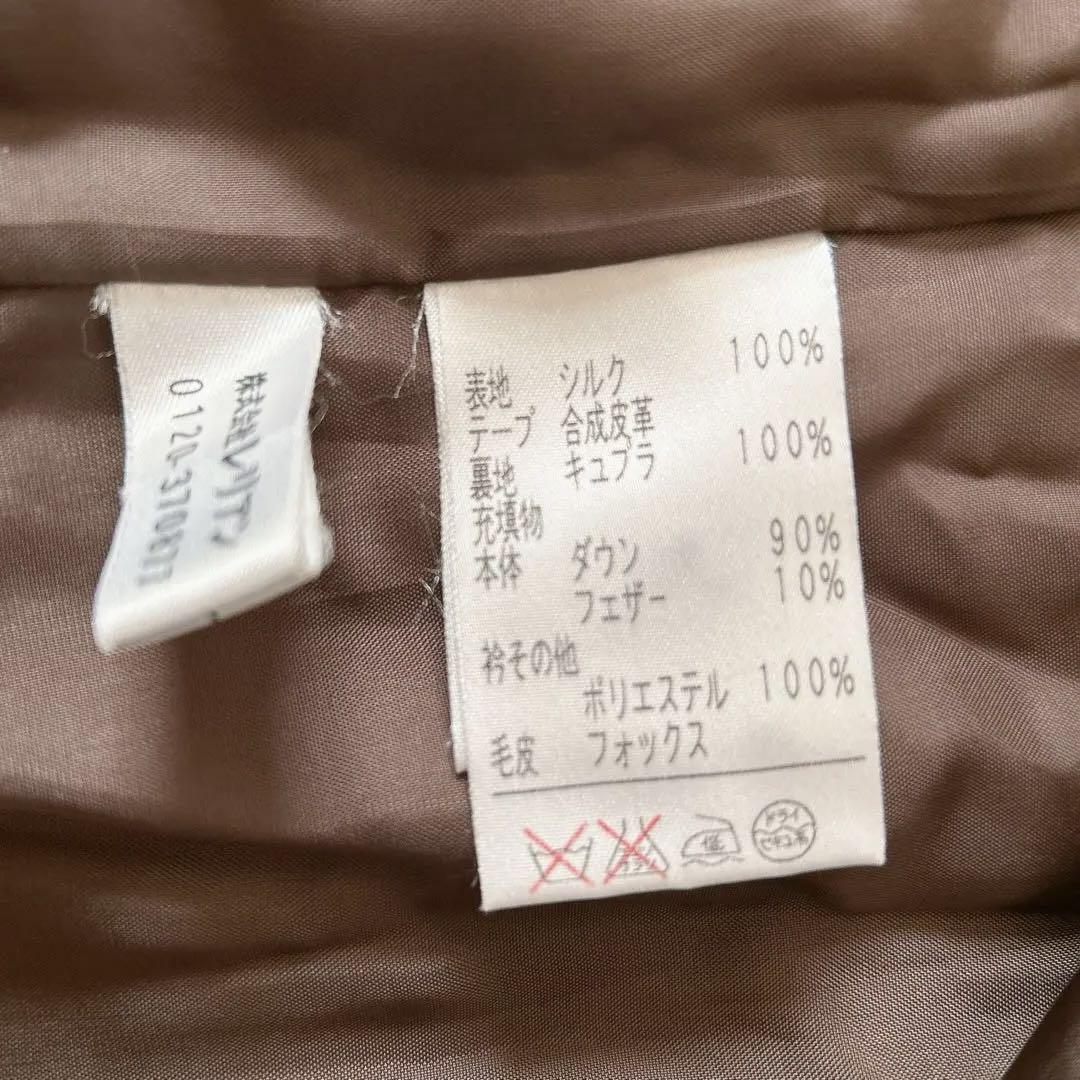 株式会社レリアン
0120-370877
表地 シルク 100%
テープ 合成皮革
裏地 キュプラ 100%
充填物
本体 ダウン 90%
フェザー 10%
衿その他
ポリエステル 100%
毛皮 フォックス
エンソ
低
ドライ
セキユ系